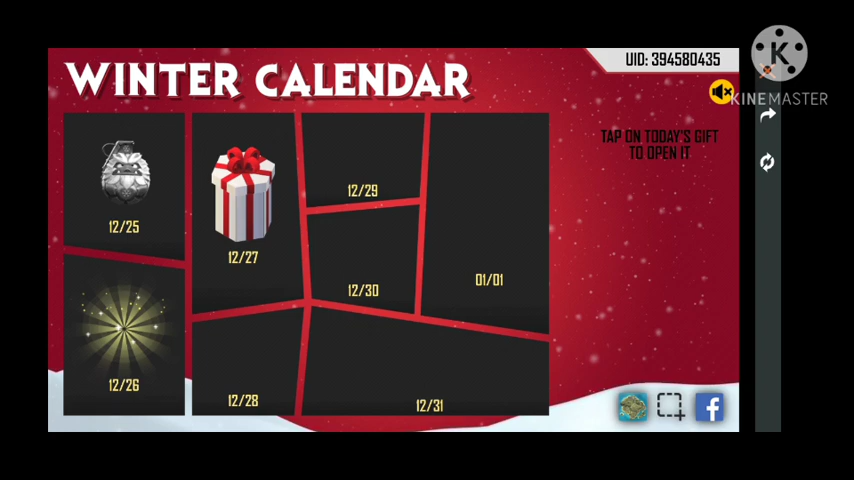 WINTER CALENDAR
UID: 394580435
KINEMASTER
TAP ON TODAY'S GIFT
TO OPEN IT
12/25
12/26
12/27
12/28
12/29
12/30
12/31
01/01